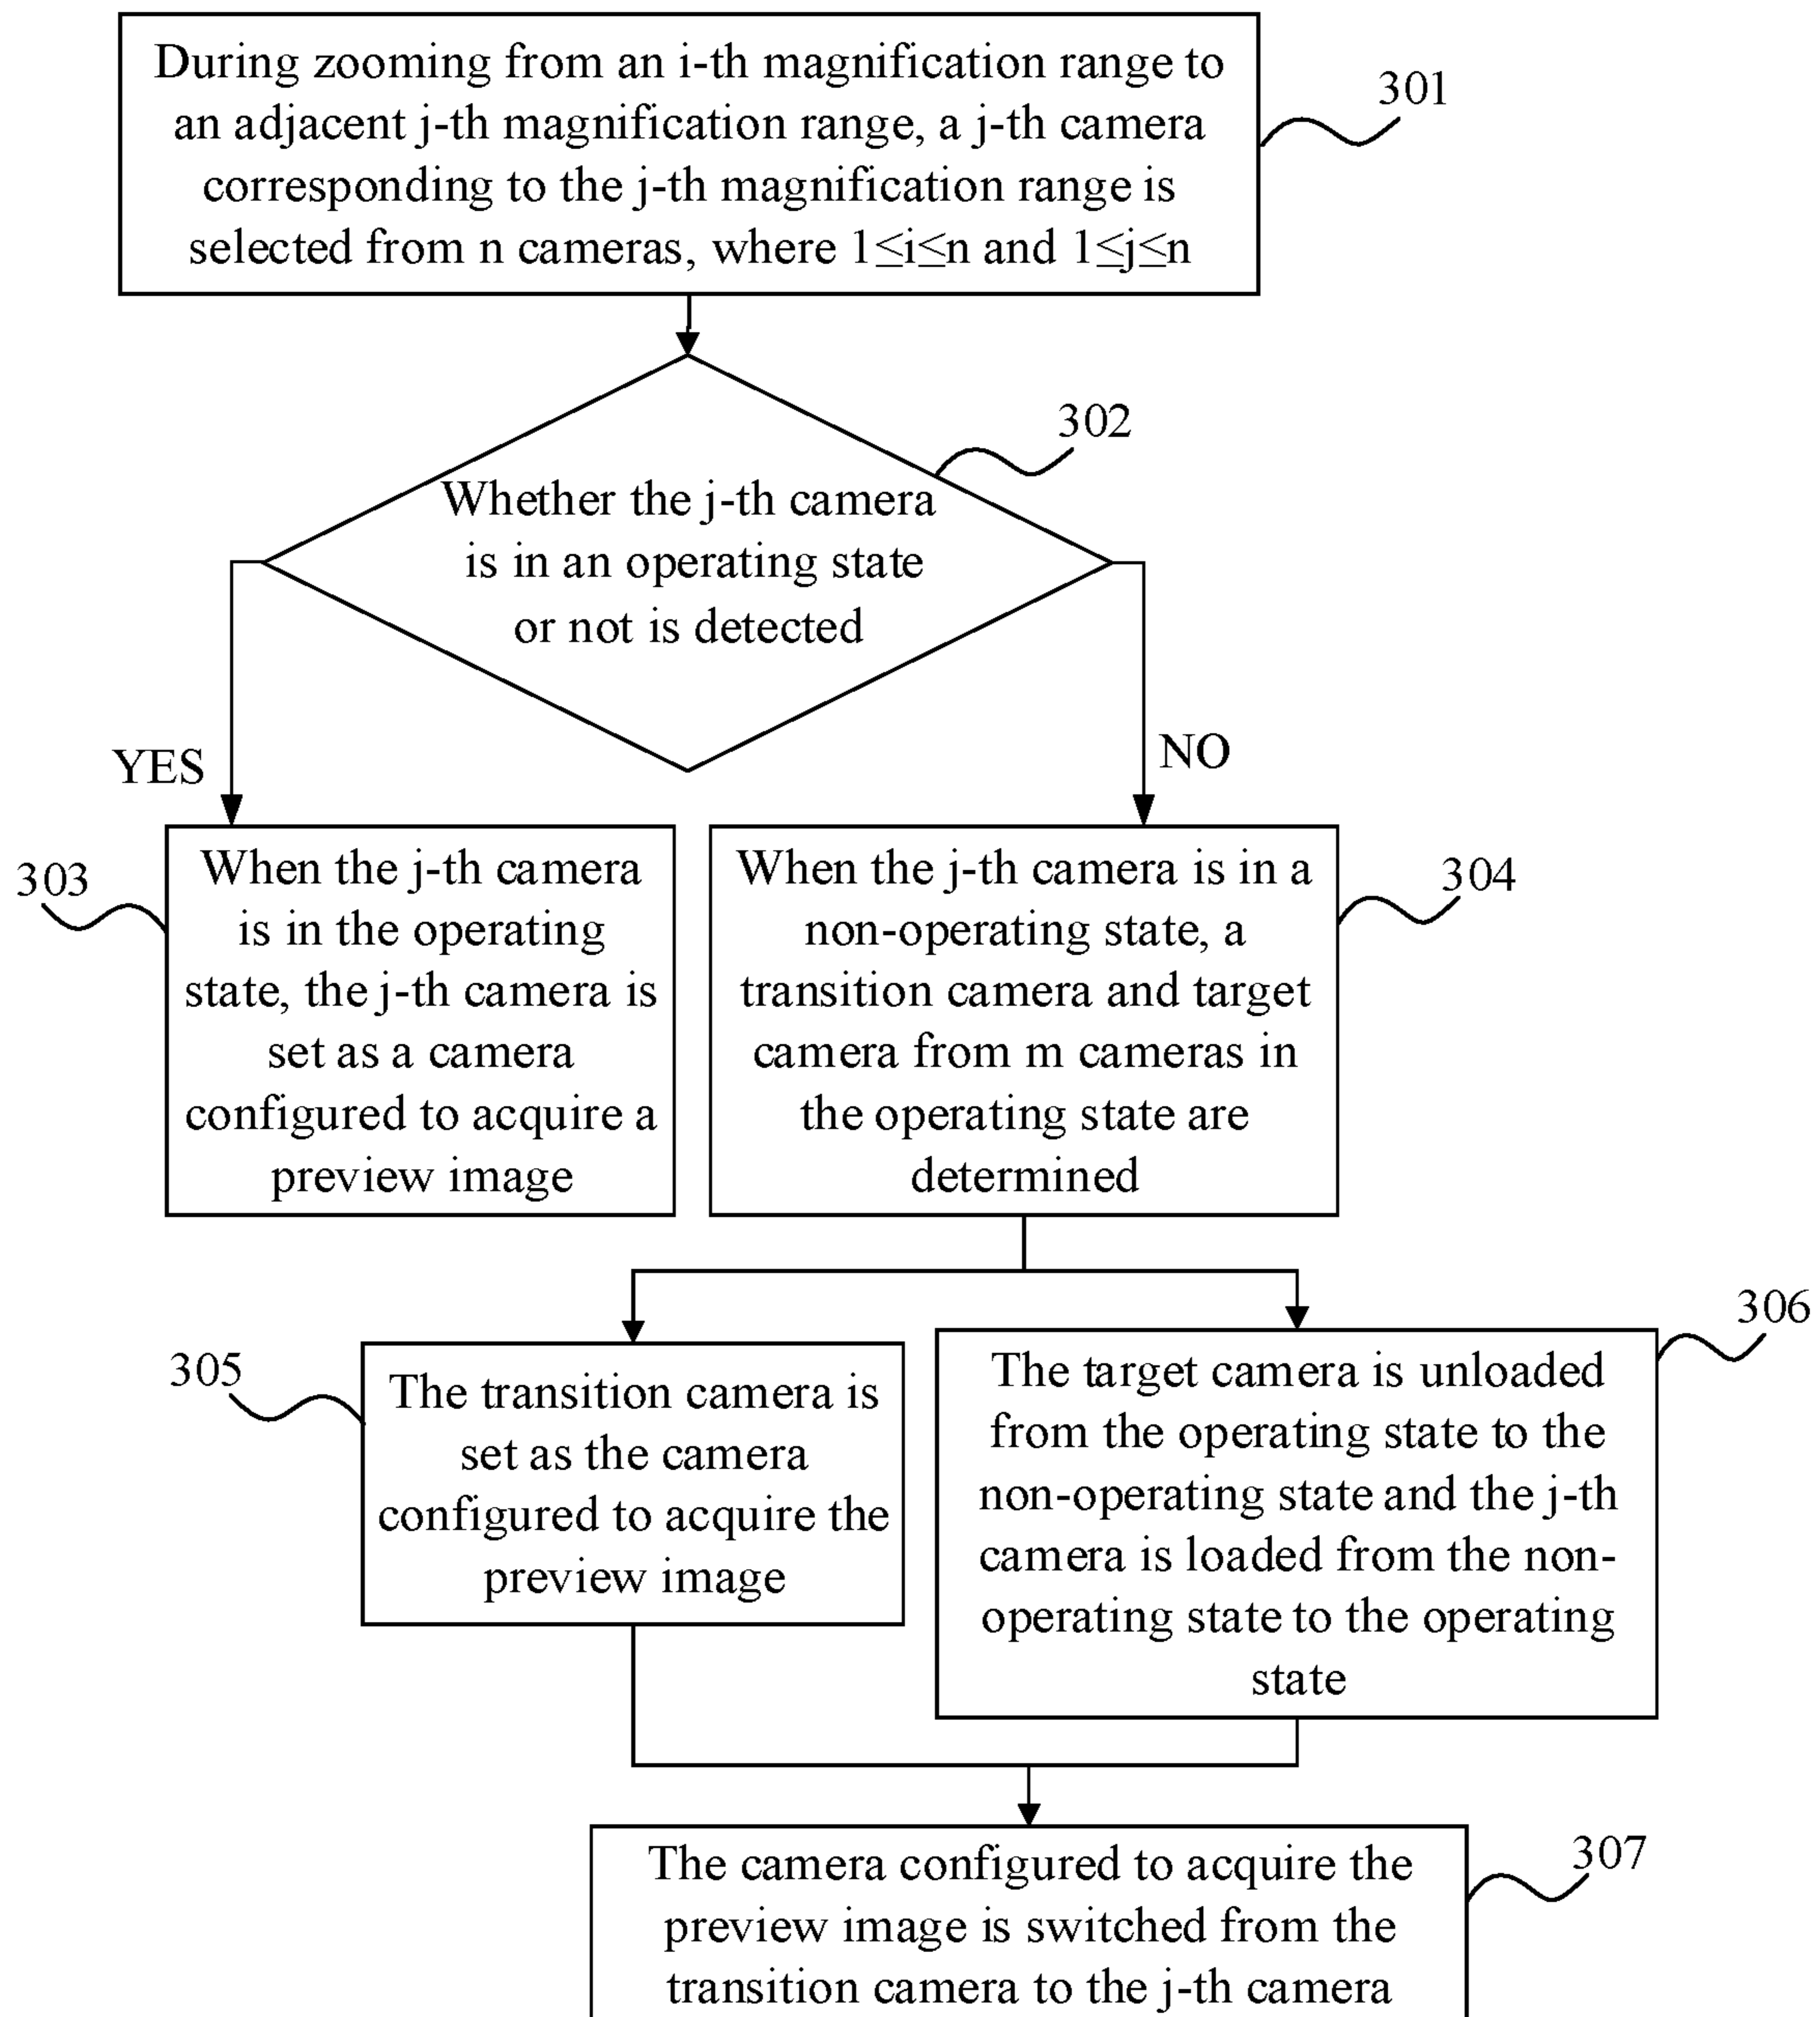 During zooming from an i-th magnification range to
an adjacent j-th magnification range, a j-th camera
corresponding to the j-th magnification range is
selected from n cameras, where 1≤i≤n and 1≤j≤n
301
302
Whether the j-th camera
is in an operating state
or not is detected
YES
NO
303
When the j-th camera
is in the operating
state, the j-th camera is
set as a camera
configured to acquire a
preview image
When the j-th camera is in a
non-operating state, a
transition camera and target
camera from m cameras in
the operating state are
determined
304
305
The transition camera is
set as the camera
configured to acquire the
preview image
306
The target camera is unloaded
from the operating state to the
non-operating state and the j-th
camera is loaded from the non-
operating state to the operating
state
The camera configured to acquire the
preview image is switched from the
transition camera to the j-th camera
307